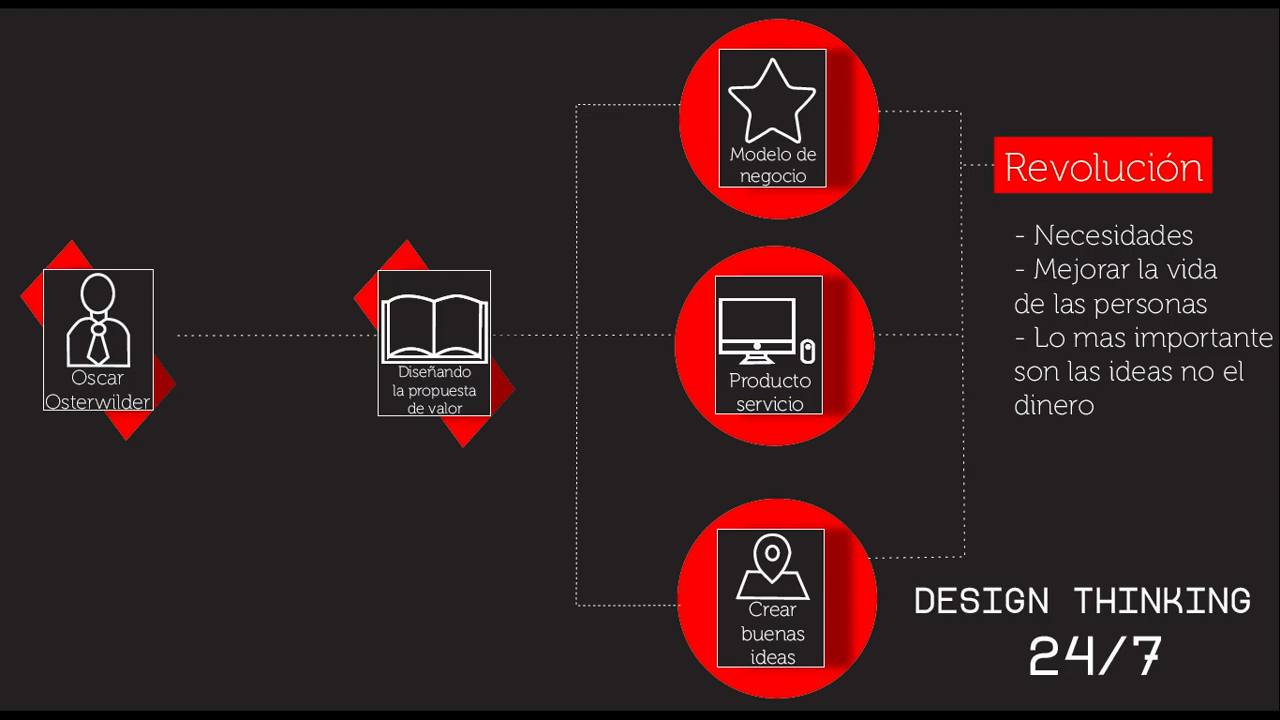 Oscar
Osterwilder
Diseñando
la propuesta
de valor
Modelo de
negocio
Producto
servicio
Crear
buenas
ideas
Revolución
- Necesidades
- Mejorar la vida
de las personas
- Lo mas importante
son las ideas no el
dinero
DESIGN THINKING
24/7